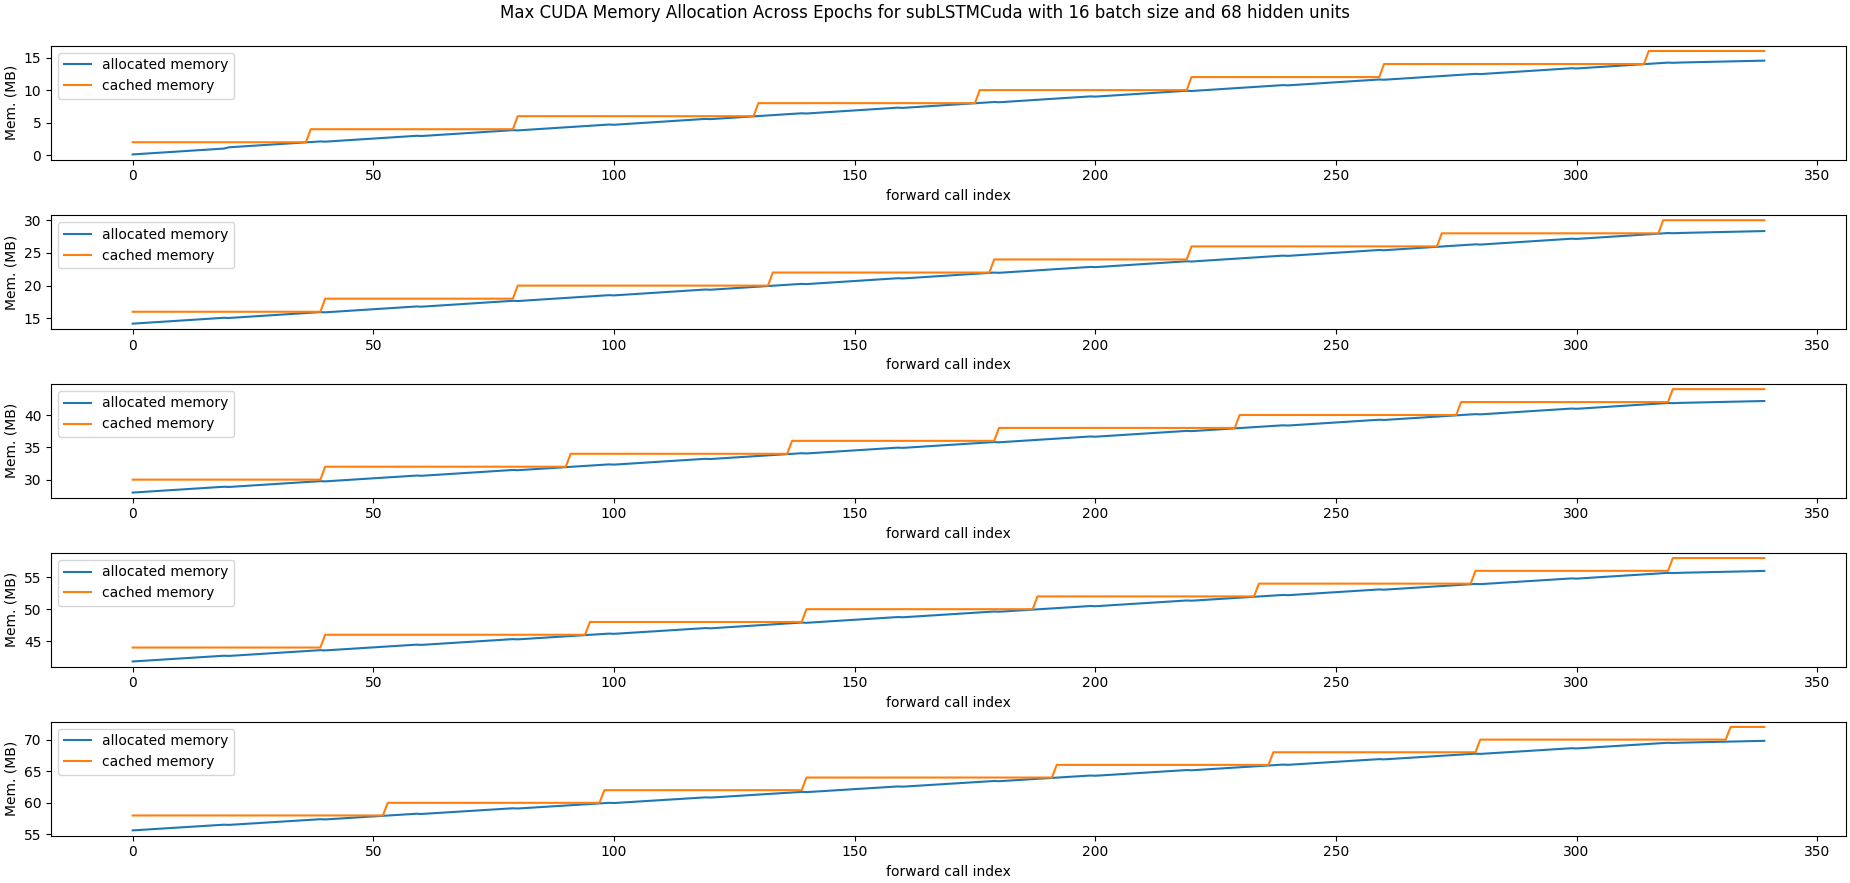 Max CUDA Memory Allocation Across Epochs for subLSTMCuda with 16 batch size and 68 hidden units
Mem. (MB)
15
10
5
0
allocated memory
cached memory
0 50 100 150 200 250 300 350
forward call index
Mem. (MB)
30
25
20
15
allocated memory
cached memory
0 50 100 150 200 250 300 350
forward call index
Mem. (MB)
40
35
30
allocated memory
cached memory
0 50 100 150 200 250 300 350
forward call index
Mem. (MB)
55
50
45
allocated memory
cached memory
0 50 100 150 200 250 300 350
forward call index
Mem. (MB)
70
65
60
55
allocated memory
cached memory
0 50 100 150 200 250 300 350
forward call index